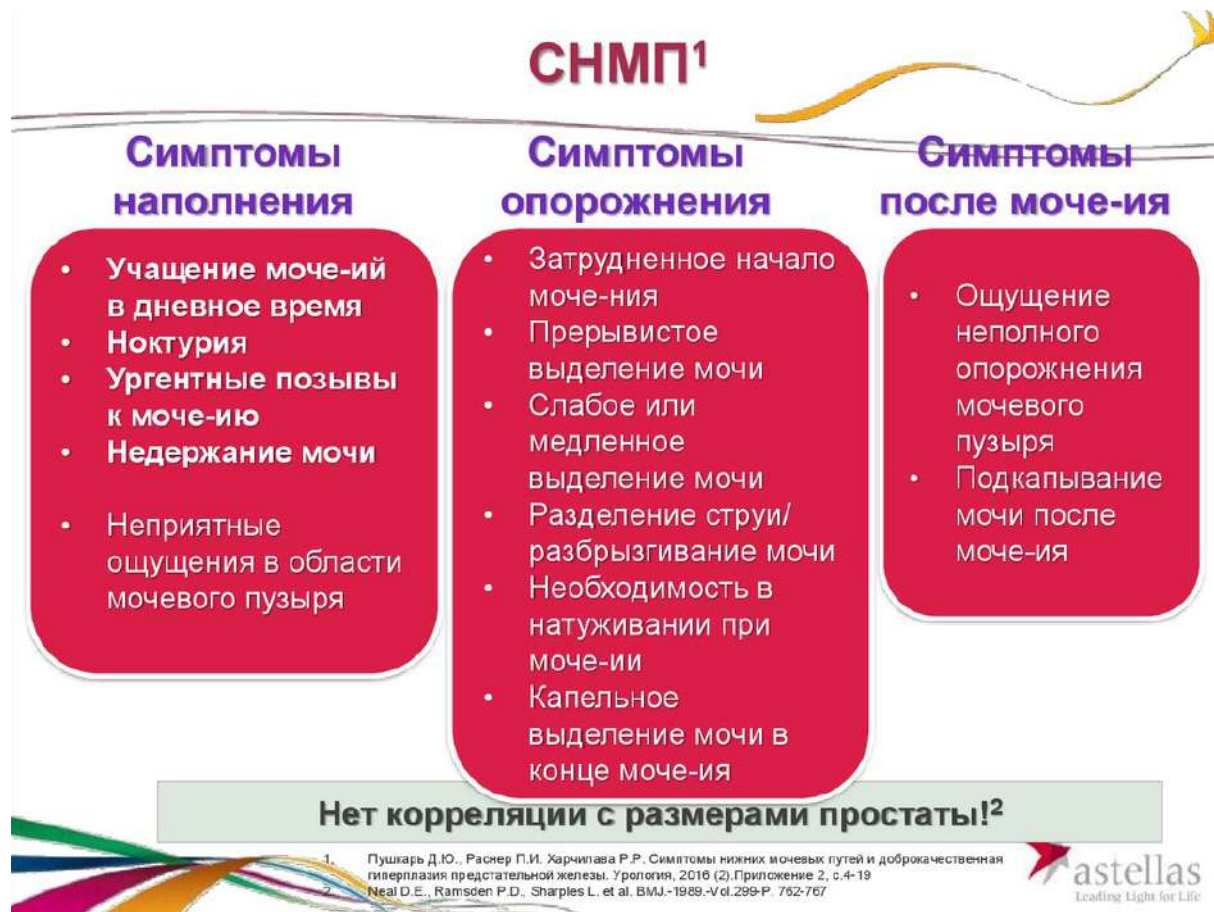 СНМП¹
Симптомы
наполнения
• Учащение моче-ий
в дневное время
• Ноктурия
• Ургентные позывы
к моче-ию
• Недержание мочи
• Неприятные
ощущения в области
мочевого пузыря
Симптомы
опорожнения
• Затрудненное начало
моче-ния
• Прерывистое
выделение мочи
• Слабое или
медленное
выделение мочи
• Разделение струи/
разбрызгивание мочи
• Необходимость в
натуживании при
моче-ии
• Капельное
выделение мочи в
конце моче-ия
Симптомы
после моче-ия
• Ощущение
неполного
опорожнения
мочевого
пузыря
• Подкапывание
мочи после
моче-ия
Нет корреляции с размерами простаты!²
1. Пушкарь Д.Ю., Раснер П.И. Харчилава Р.Р. Симптомы нижних мочевых путей и доброкачественная
гиперплазия предстательной железы. Урология, 2016 (2).Приложение 2, с.4-19
2. Neal D.E., Ramsden P.D., Sharples L., et al. BMJ.-1989.-Vol.299-P. 762-767
astellas
Leading Light for Life